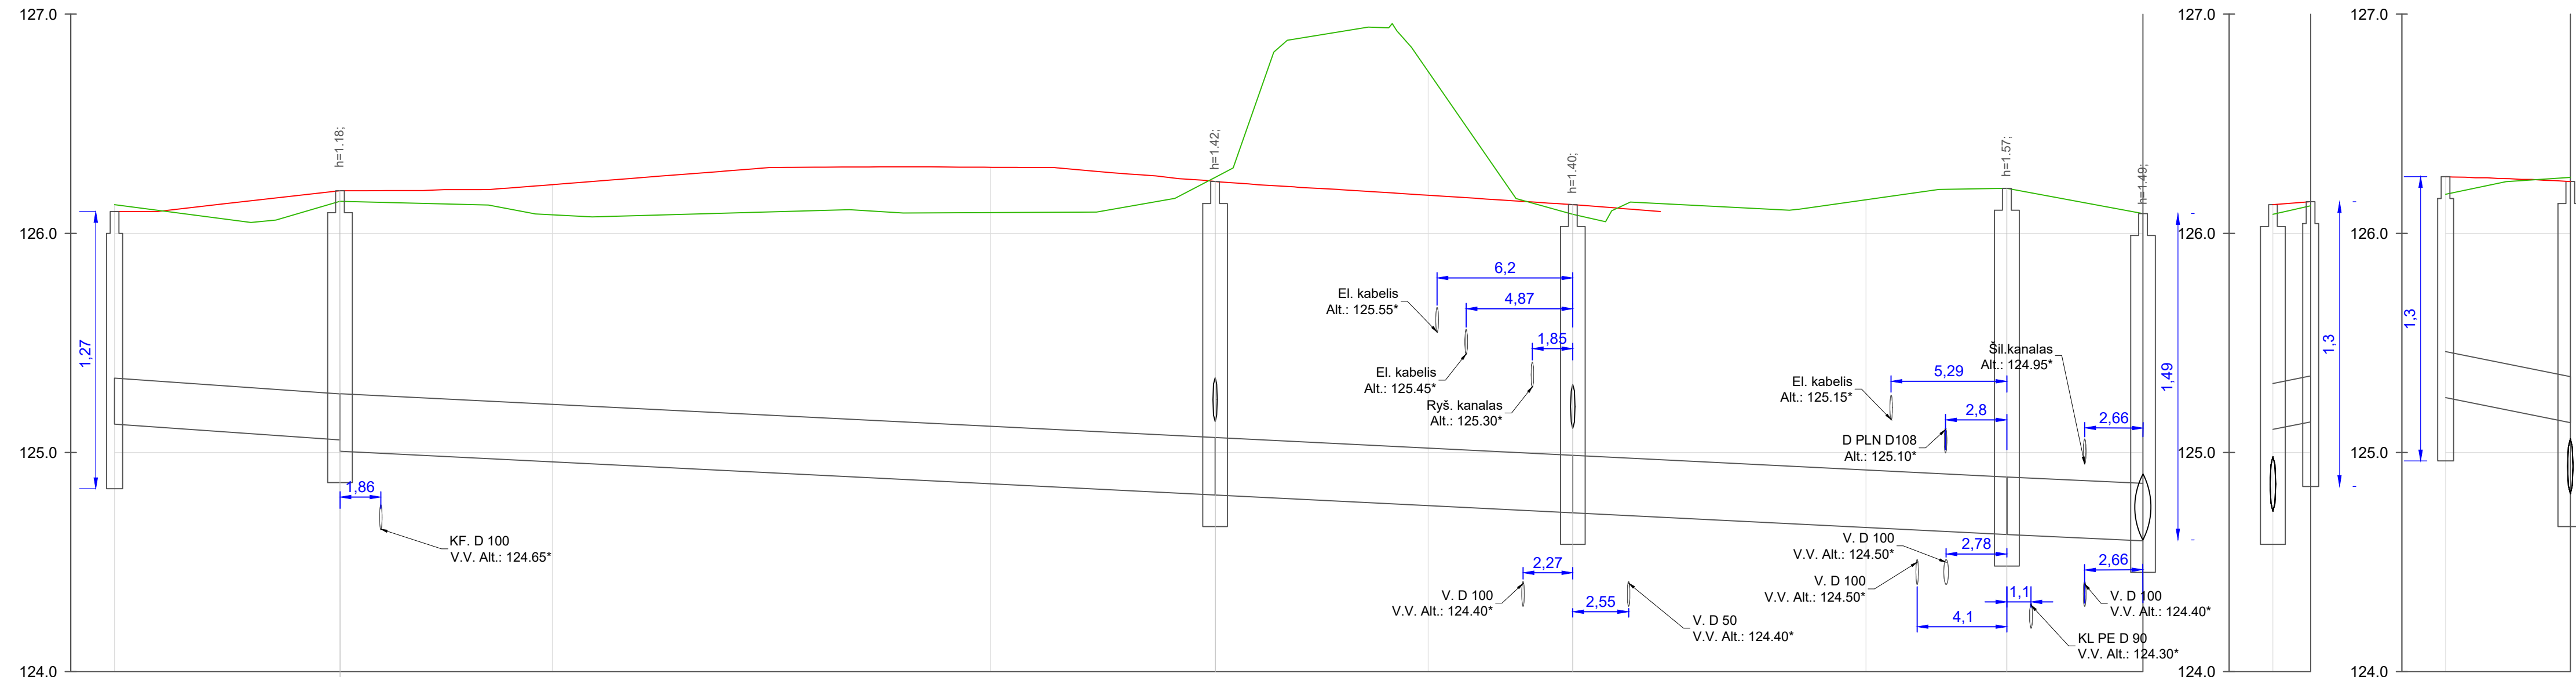 127.0
127.0
127.0
h=1.18;
h=1.42;
h=1.40;
h=1.57;
h=1.49;
126.0
126.0
126.0
6,2
El. kabelis
Alt.: 125.55*
4,87
1,85
El. kabelis
Alt.: 125.45*
Ryš. kanalas
Alt.: 125.30*
1,27
Šil.kanalas
Alt.: 124.95*
5,29
El. kabelis
Alt.: 125.15*
2,8
D PLN D108
Alt.: 125.10*
2,66
1,49
1,3
1,3
125.0
125.0
125.0
1,86
KF. D 100
V.V. Alt.: 124.65*
2,27
V. D 100
V.V. Alt.: 124.40*
2,55
V. D 50
V.V. Alt.: 124.40*
V. D 100
V.V. Alt.: 124.50*
2,78
V. D 100
V.V. Alt.: 124.50*
4,1
1,1
2,66
V. D 100
V.V. Alt.: 124.40*
KL PE D 90
V.V. Alt.: 124.30*
124.0
124.0
124.0